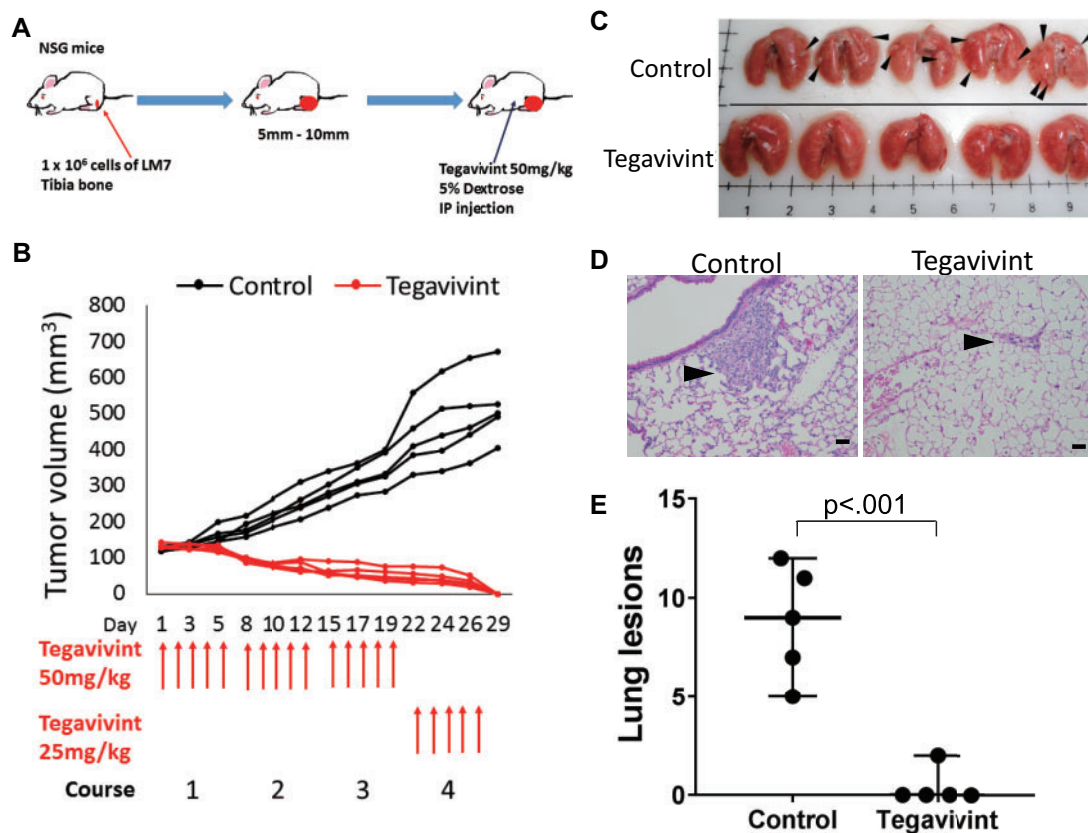 A
NSG mice
1 x 10⁶ cells of LM7
Tibia bone
5mm - 10mm
Tegavivint 50mg/kg
5% Dextrose
IP injection
B
Control
Tegavivint
Tumor volume (mm³)
800
700
600
500
400
300
200
100
0
Day 1 3 5 8 10 12 15 17 19 22 24 26 29
Tegavivint
50mg/kg
Tegavivint
25mg/kg
Course 1 2 3 4
C
Control
Tegavivint
1 2 3 4 5 6 7 8 9
D
Control Tegavivint
E
p<.001
Lung lesions
15
10
5
0
Control Tegavivint